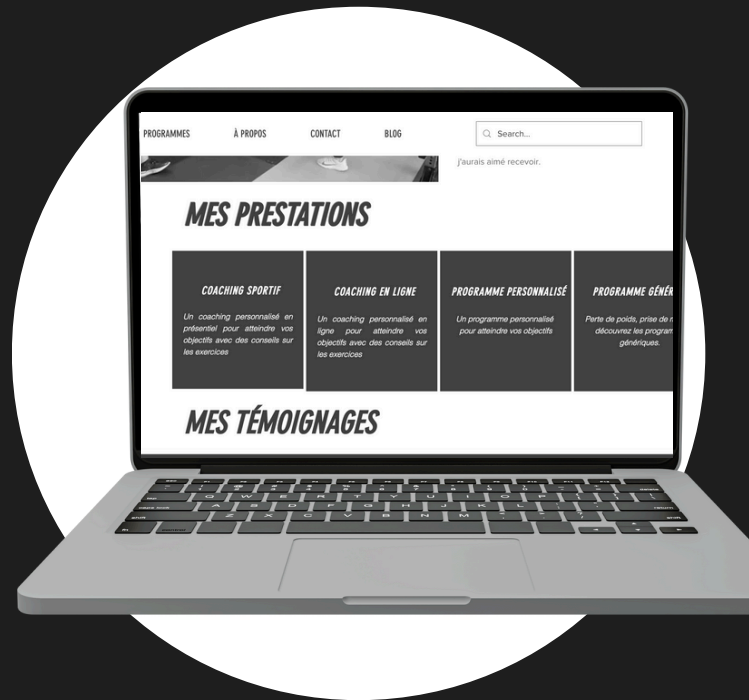 PROGRAMMES À PROPOS CONTACT BLOG Search...
j'aurais aimé recevoir.
MES PRESTATIONS
COACHING SPORTIF
Un coaching personnalisé en
présentiel pour atteindre vos
objectifs avec des conseils sur
les exercices
COACHING EN LIGNE
Un coaching personnalisé en
ligne pour atteindre vos
objectifs avec des conseils sur
les exercices
PROGRAMME PERSONNALISÉ
Un programme personnalisé
pour atteindre vos objectifs
PROGRAMME GÉNÉR
Perte de poids, prise de
découvrez les program
génériques.
MES TÉMOIGNAGES
Q W E R T Y U I O P
A S D F G H J K L
Z X C V B N M